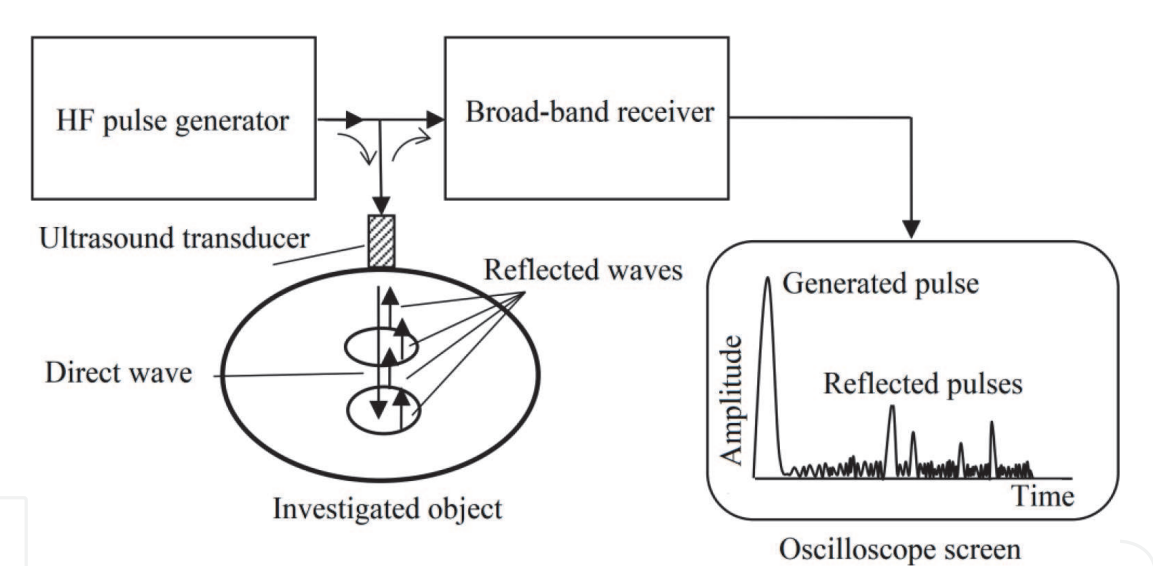 HF pulse generator
Broad-band receiver
Ultrasound transducer
Reflected waves
Direct wave
Investigated object
Generated pulse
Reflected pulses
Amplitude
Time
Oscilloscope screen